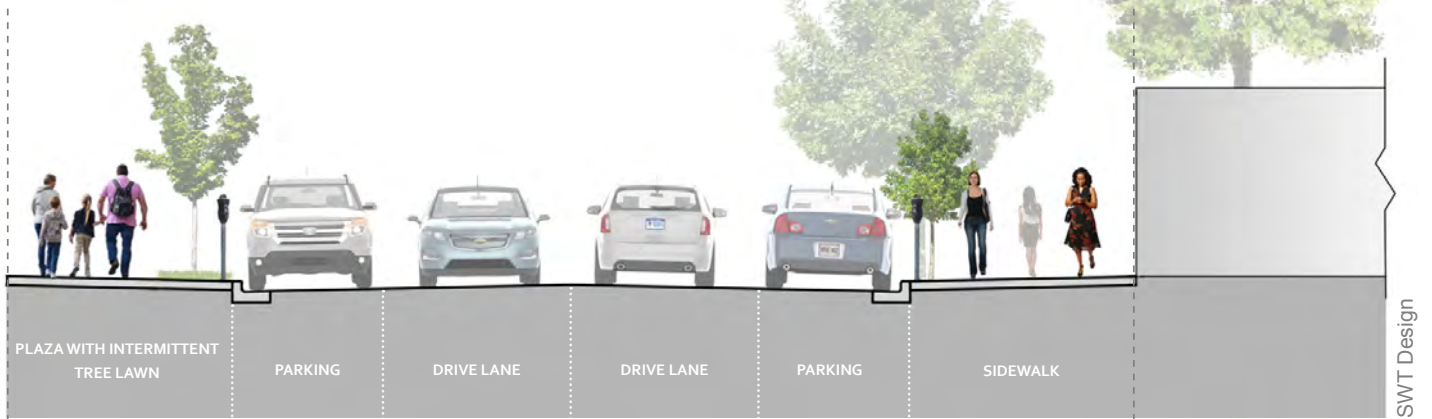 PLAZA WITH INTERMITTENT
TREE LAWN
PARKING
DRIVE LANE
DRIVE LANE
PARKING
SIDEWALK
SWT Design